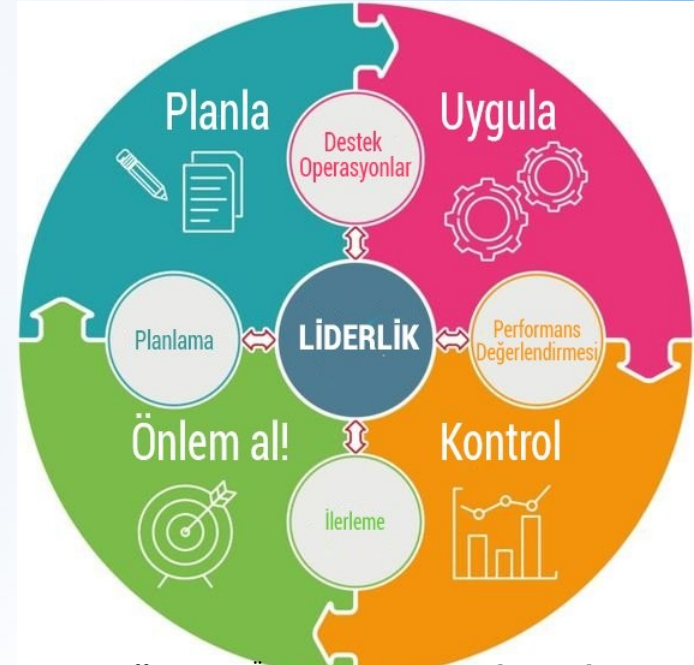 Planla
Uygula
Destek
Operasyonlar
Planlama
LİDERLİK
Performans
Değerlendirmesi
Önlem al!
Kontrol
İlerleme